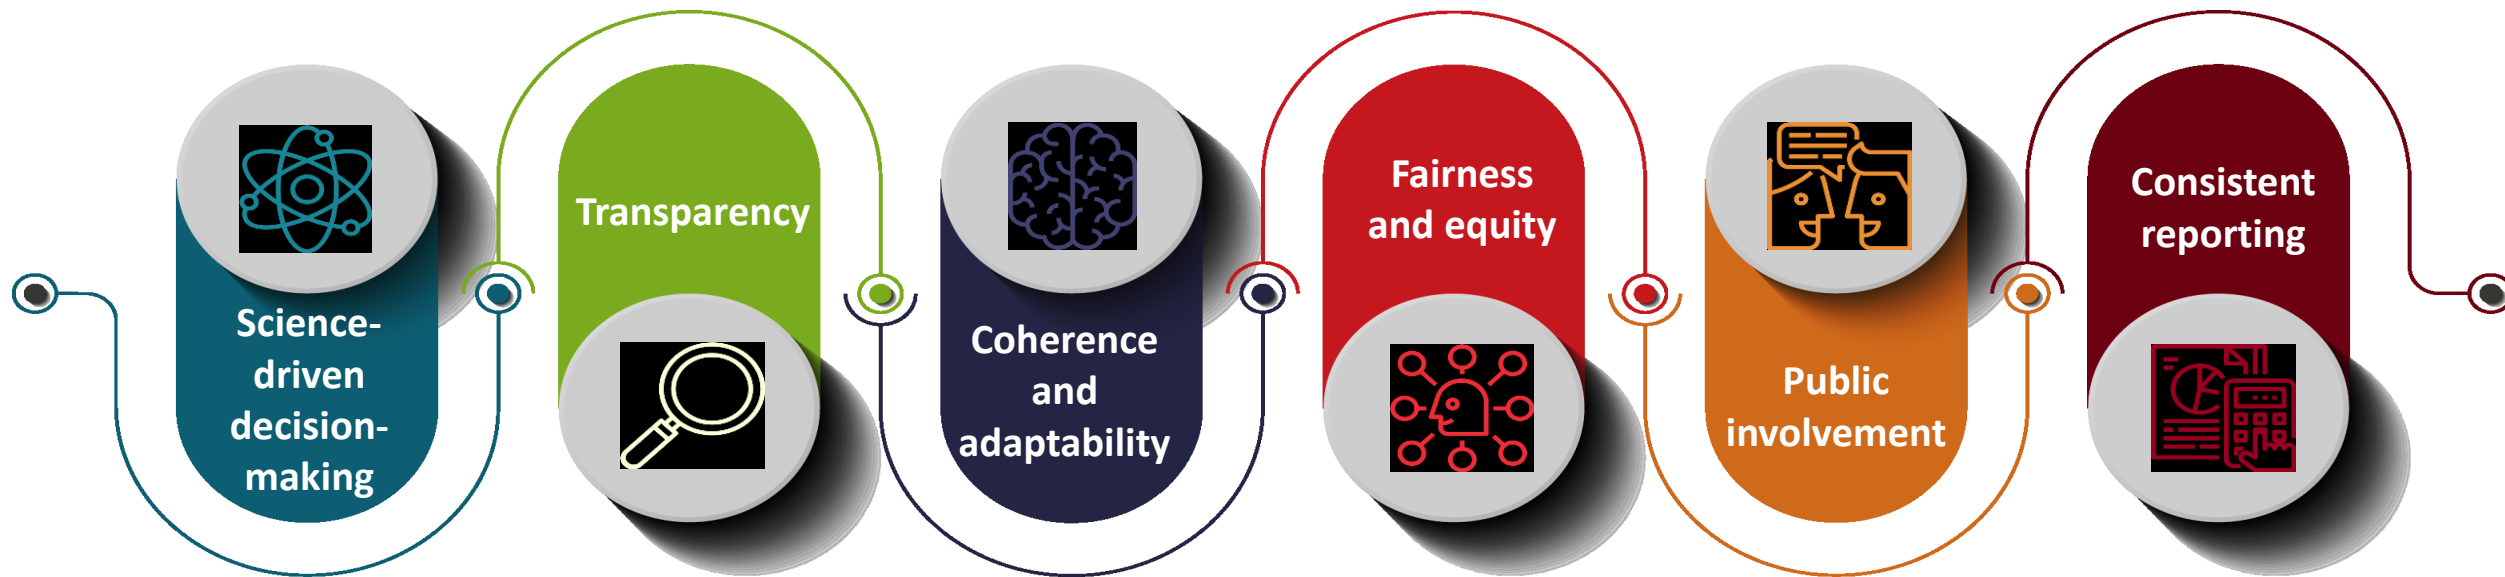 Science-
driven
decision-
making
Transparency
Coherence
and
adaptability
Fairness
and equity
Public
involvement
Consistent
reporting